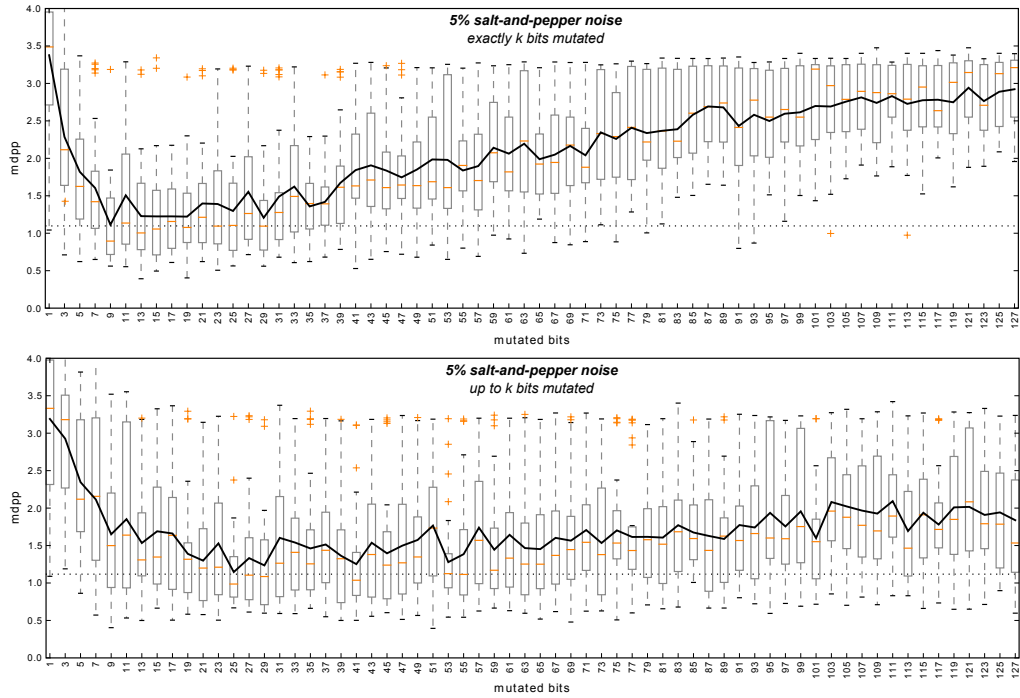 5% salt-and-pepper noise
exactly k bits mutated
mdpp
4.0
3.5
3.0
2.5
2.0
1.5
1.0
0.5
0.0
1 3 5 7 9 11 13 15 17 19 21 23 25 27 29 31 33 35 37 39 41 43 45 47 49 51 53 55 57 59 61 63 65 67 69 71 73 75 77 79 81 83 85 87 89 91 93 95 97 99 101 103 105 107 109 111 113 115 117 119 121 123 125 127
mutated bits
5% salt-and-pepper noise
up to k bits mutated
mdpp
4.0
3.5
3.0
2.5
2.0
1.5
1.0
0.5
0.0
1 3 5 7 9 11 13 15 17 19 21 23 25 27 29 31 33 35 37 39 41 43 45 47 49 51 53 55 57 59 61 63 65 67 69 71 73 75 77 79 81 83 85 87 89 91 93 95 97 99 101 103 105 107 109 111 113 115 117 119 121 123 125 127
mutated bits